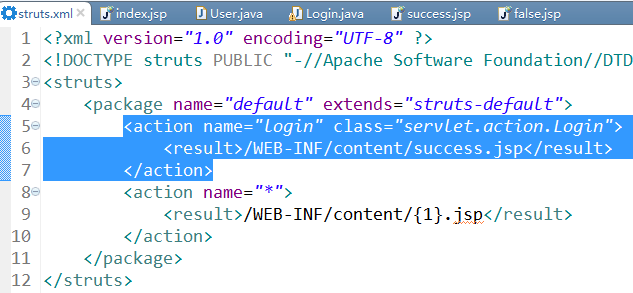 struts.xml index.jsp User.java Login.java success.jsp false.jsp
1 <?xml version="1.0" encoding="UTF-8" ?>
2 <!DOCTYPE struts PUBLIC "-//Apache Software Foundation//DTD
3 <struts>
4 <package name="default" extends="struts-default">
5 <action name="login" class="servlet.action.Login">
6 <result>/WEB-INF/content/success.jsp</result>
7 </action>
8 <action name="*">
9 <result>/WEB-INF/content/{1}.jsp</result>
10 </action>
11 </package>
12 </struts>